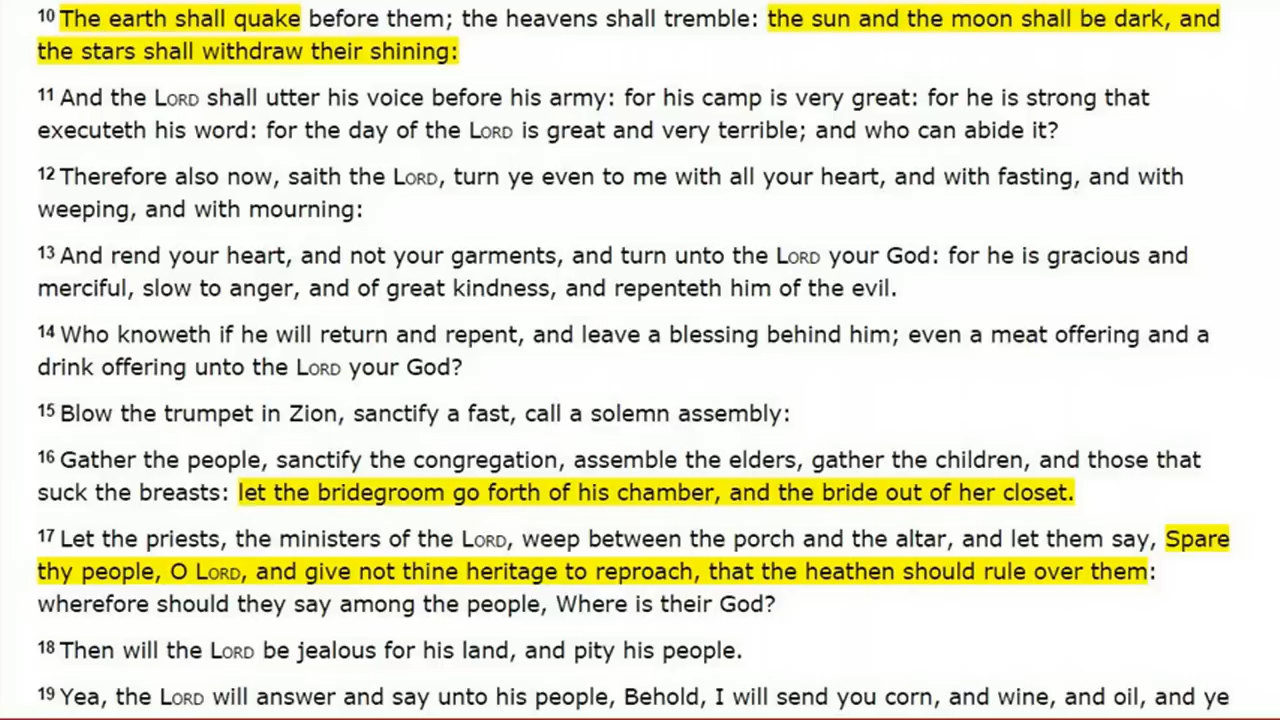 10 The earth shall quake before them; the heavens shall tremble: the sun and the moon shall be dark, and
the stars shall withdraw their shining:
11 And the LORD shall utter his voice before his army: for his camp is very great: for he is strong that
executeth his word: for the day of the LORD is great and very terrible; and who can abide it?
12 Therefore also now, saith the LORD, turn ye even to me with all your heart, and with fasting, and with
weeping, and with mourning:
13 And rend your heart, and not your garments, and turn unto the LORD your God: for he is gracious and
merciful, slow to anger, and of great kindness, and repenteth him of the evil.
14 Who knoweth if he will return and repent, and leave a blessing behind him; even a meat offering and a
drink offering unto the LORD your God?
15 Blow the trumpet in Zion, sanctify a fast, call a solemn assembly:
16 Gather the people, sanctify the congregation, assemble the elders, gather the children, and those that
suck the breasts: let the bridegroom go forth of his chamber, and the bride out of her closet.
17 Let the priests, the ministers of the LORD, weep between the porch and the altar, and let them say, Spare
thy people, O LORD, and give not thine heritage to reproach, that the heathen should rule over them:
wherefore should they say among the people, Where is their God?
18 Then will the LORD be jealous for his land, and pity his people.
19 Yea, the LORD will answer and say unto his people, Behold, I will send you corn, and wine, and oil, and ye